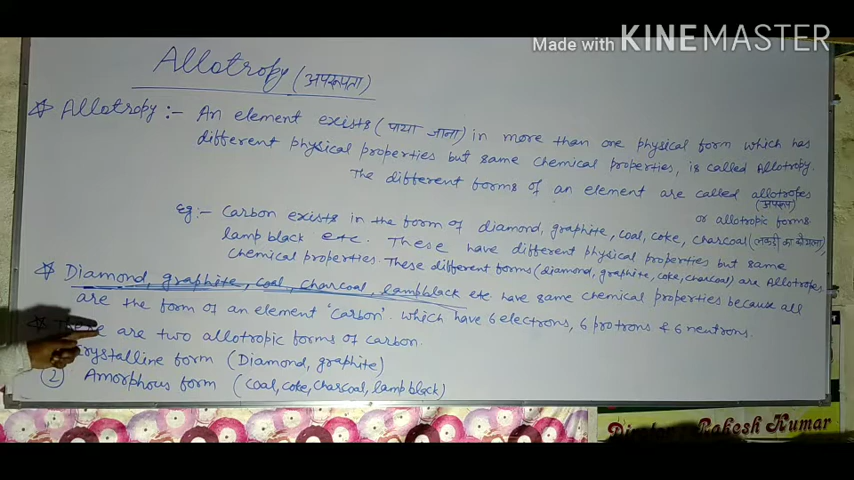 Made with KINEMASTER
Allotropy (अपरूपता)
Allotropy :- An element exists (पाया जाना) in more than one physical form which has
different physical properties but same chemical properties, is called Allotropy.
The different forms of an element are called allotropes
(अपरूप)
or allotropic forms.
Eg:- Carbon exists in the form of diamond, graphite, coal, coke, charcoal (लकड़ी का कोयला),
lamp black etc. These have different physical properties but same
chemical properties. These different forms (diamond, graphite, coke, charcoal) are Allotropes
Diamond, graphite, coal, charcoal, lampblack etc have same chemical properties because all
are the form of an element 'Carbon'. which have 6 electrons, 6 protrons & 6 neutrons.
are two allotropic forms of carbon.
crystalline form (Diamond, graphite)
2 Amorphous form (coal, coke, charcoal, lamp black)
Director Rakesh Kumar